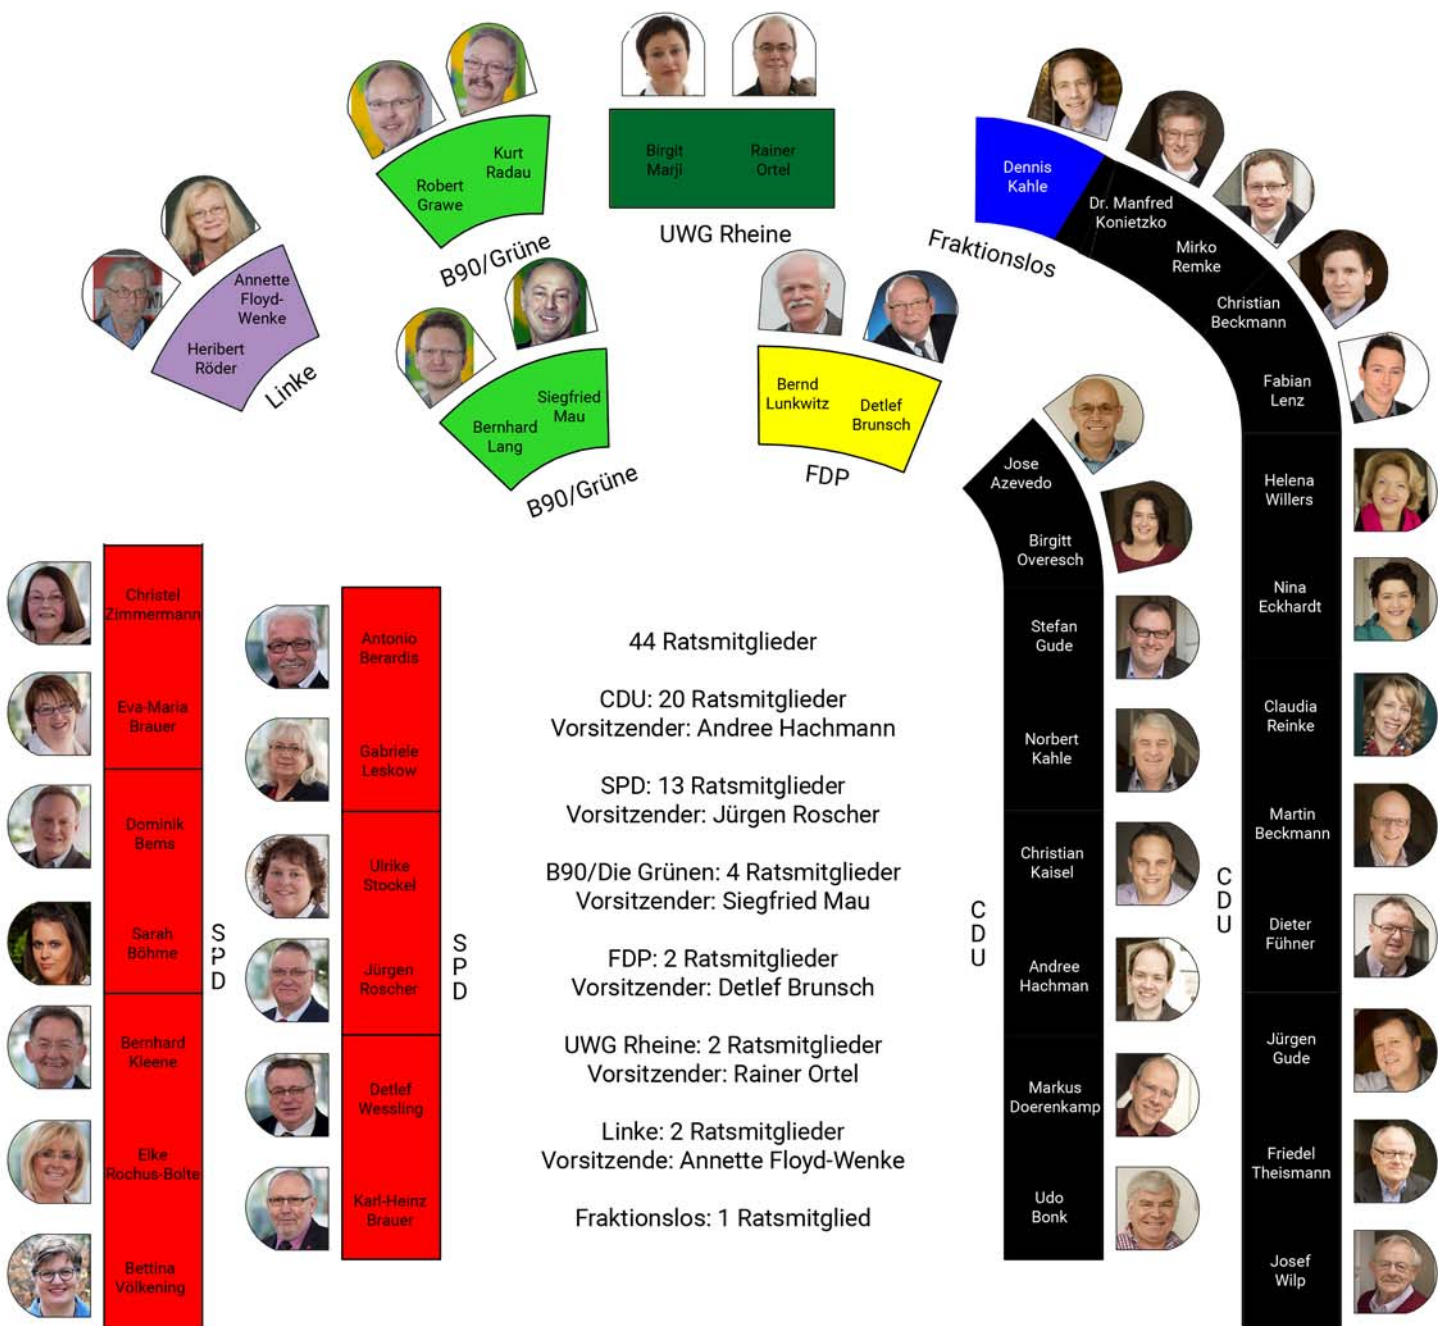 Kurt
Radau
Robert
Grawe
B90/Grüne
Birgit
Marji
Rainer
Ortel
UWG Rheine
Dennis
Kahle
Fraktionslos
Dr. Manfred
Konietzko
Mirko
Remke
Christian
Beckmann
Fabian
Lenz
Annette
Floyd-
Wenke
Heribert
Röder
Linke
Siegfried
Mau
Bernhard
Lang
B90/Grüne
Bernd
Lunkwitz
Detlef
Brunsch
FDP
Jose
Azevedo
Birgitt
Overesch
Stefan
Gude
Norbert
Kahle
Christian
Kaisel
Andree
Hachman
Markus
Doerenkamp
Udo
Bonk
C
D
U
Helena
Willers
Nina
Eckhardt
Claudia
Reinke
Martin
Beckmann
Dieter
Fühner
Jürgen
Gude
Friedel
Theismann
Josef
Wilp
C
D
U
Christel
Zimmermann
Eva-Maria
Brauer
Dominik
Bems
Sarah
Böhme
Bernhard
Kleene
Elke
Rochus-Bolte
Bettina
Völkening
S
P
D
Antonio
Berardis
Gabriele
Leskow
Ulrike
Stockel
Jürgen
Roscher
Detlef
Wessling
Karl-Heinz
Brauer
S
P
D
44 Ratsmitglieder
CDU: 20 Ratsmitglieder
Vorsitzender: Andree Hachmann
SPD: 13 Ratsmitglieder
Vorsitzender: Jürgen Roscher
B90/Die Grünen: 4 Ratsmitglieder
Vorsitzender: Siegfried Mau
FDP: 2 Ratsmitglieder
Vorsitzender: Detlef Brunsch
UWG Rheine: 2 Ratsmitglieder
Vorsitzender: Rainer Ortel
Linke: 2 Ratsmitglieder
Vorsitzende: Annette Floyd-Wenke
Fraktionslos: 1 Ratsmitglied